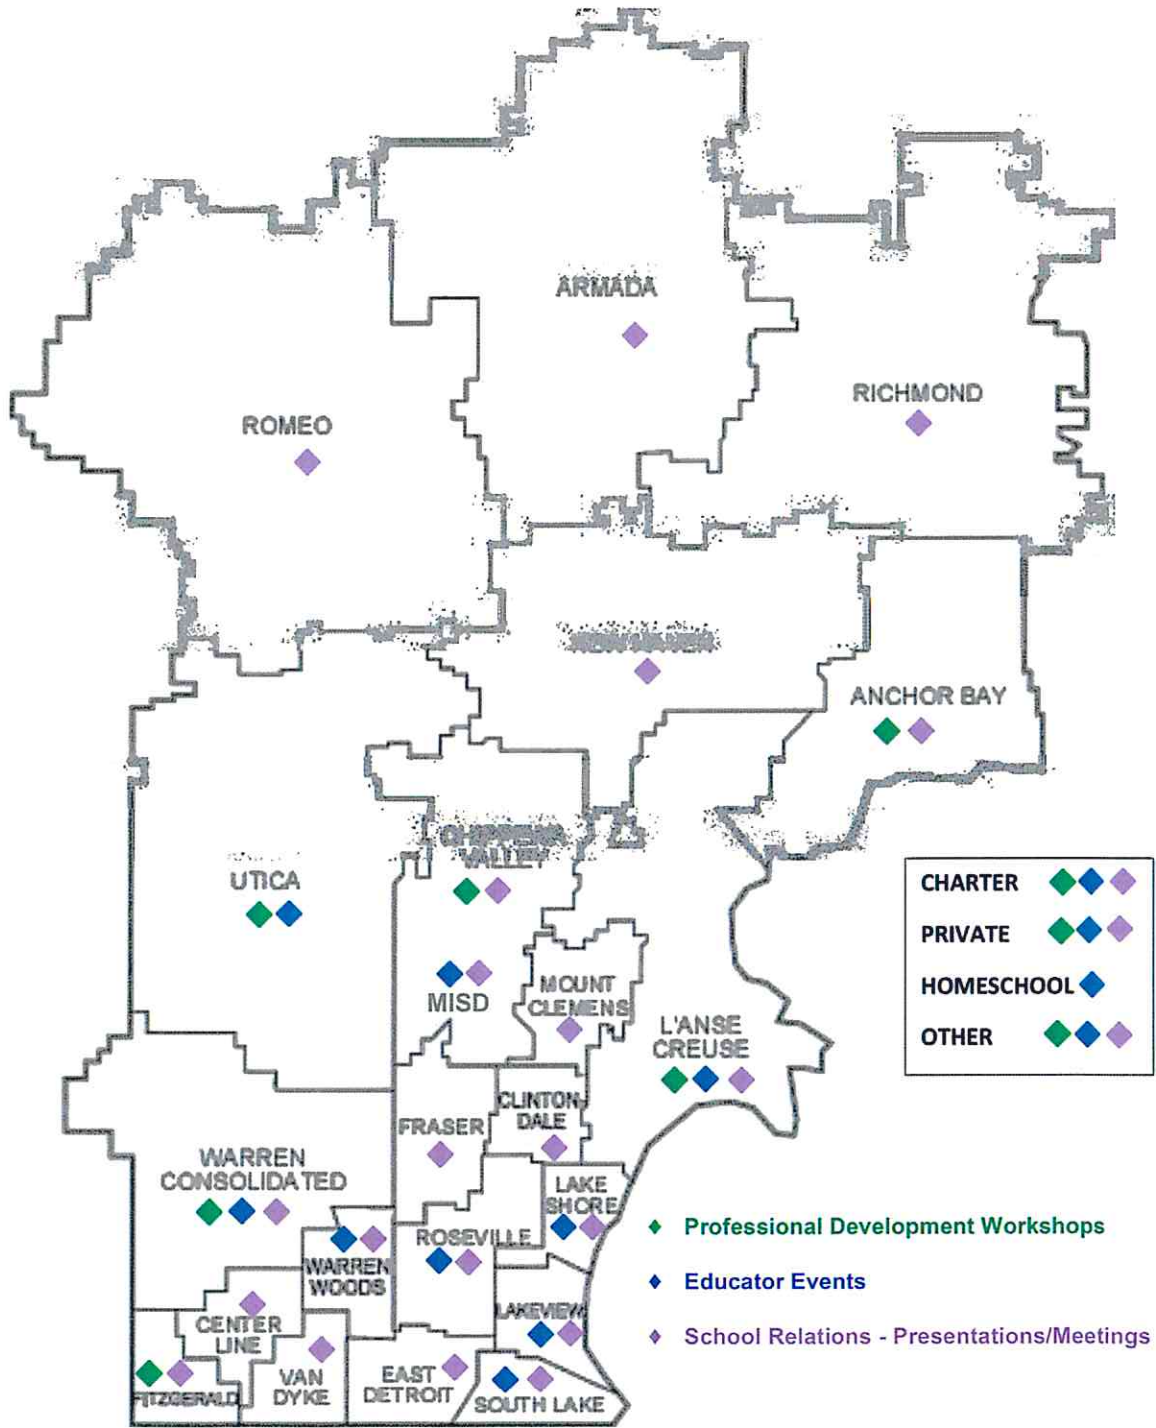 ARMADA
RICHMOND
ROMEO
ANCHOR BAY
VALLEY
UTICA
CHARTER
PRIVATE
HOMESCHOOL
OTHER
MISD
MOUNT
CLEMENS
L'ANSE
CREUSE
CLINTON
DALE
FRASER
WARREN
CONSOLIDATED
LAKE
SHORE
ROSEVILLE
WARREN
WOODS
Professional Development Workshops
Educator Events
School Relations - Presentations/Meetings
LAKEVIEW
CENTER
LINE
VAN
DYKE
EAST
DETROIT
FITZGERALD
SOUTH LAKE